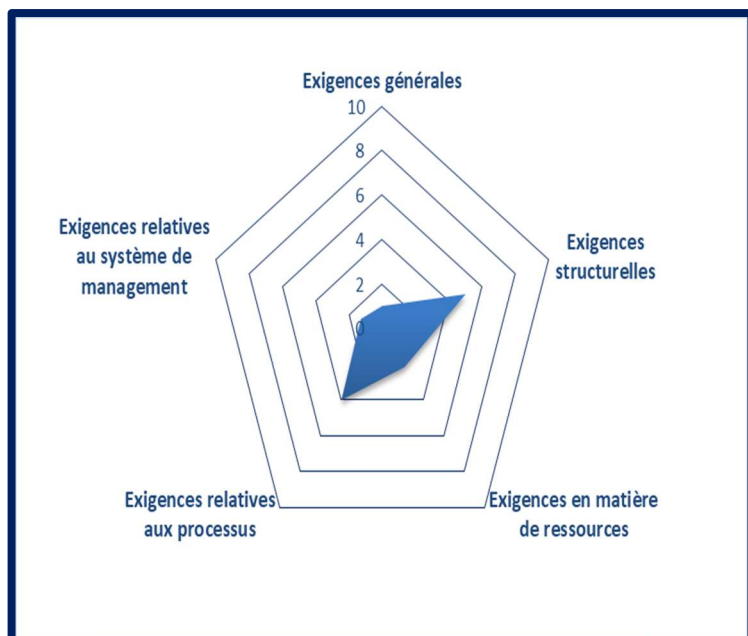 Exigences générales
10
8
6
4
2
0
Exigences relatives
au système de
management
Exigences
structurelles
Exigences relatives
aux processus
Exigences en matière
de ressources